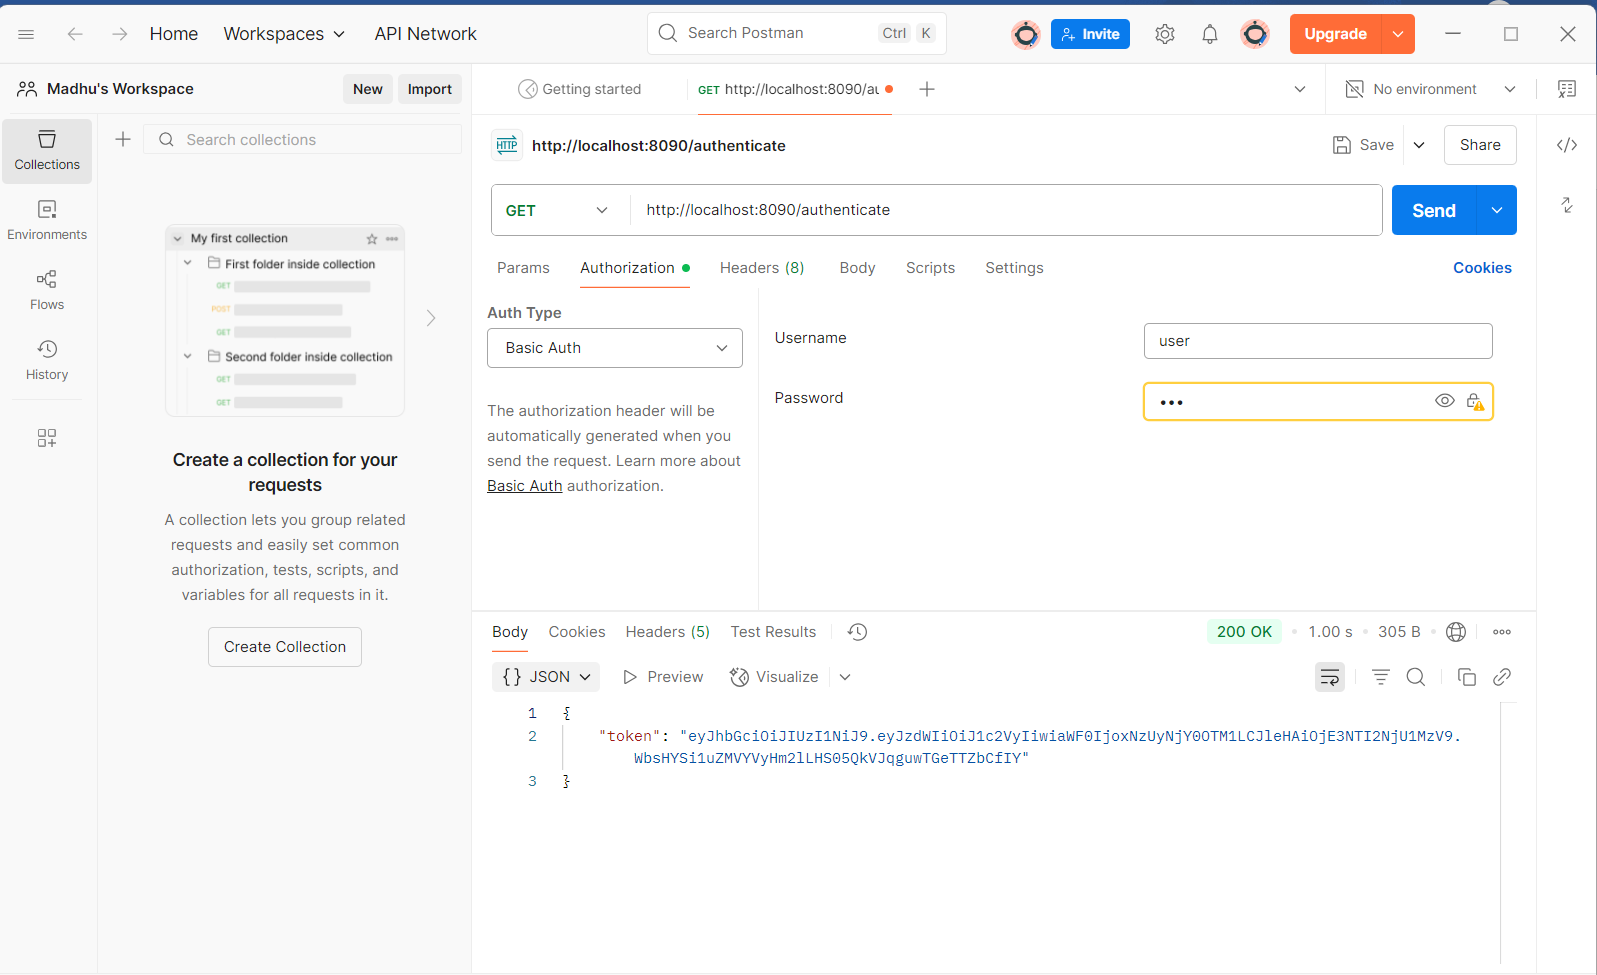 Home
Workspaces
API Network
Search Postman
Ctrl K
Invite
Upgrade
Madhu's Workspace
New
Import
Getting started
GET http://localhost:8090/au
No environment
Collections
Environments
Flows
History
Search collections
My first collection
First folder inside collection
GET
POST
GET
Second folder inside collection
GET
GET
Create a collection for your
requests
A collection lets you group related
requests and easily set common
authorization, tests, scripts, and
variables for all requests in it.
Create Collection
HTTP
http://localhost:8090/authenticate
Save
Share
GET
http://localhost:8090/authenticate
Send
Params
Authorization
Headers (8)
Body
Scripts
Settings
Cookies
Auth Type
Basic Auth
The authorization header will be
automatically generated when you
send the request. Learn more about
Basic Auth authorization.
Username
user
Password
•••
Body
Cookies
Headers (5)
Test Results
200 OK
1.00 s
305 B
{} JSON
Preview
Visualize
1 {
2 "token": "eyJhbGciOiJIUzI1NiJ9.eyJzdWIiOiJ1c2VyIiwiaWF0IjoxNzUyNjY0OTM1LCJleHAiOjE3NTI2NjU1MzV9.
WbsHYSi1uZMVYVyHm2lLHS05QkVJqguwTGeTTZbCfIY"
3 }